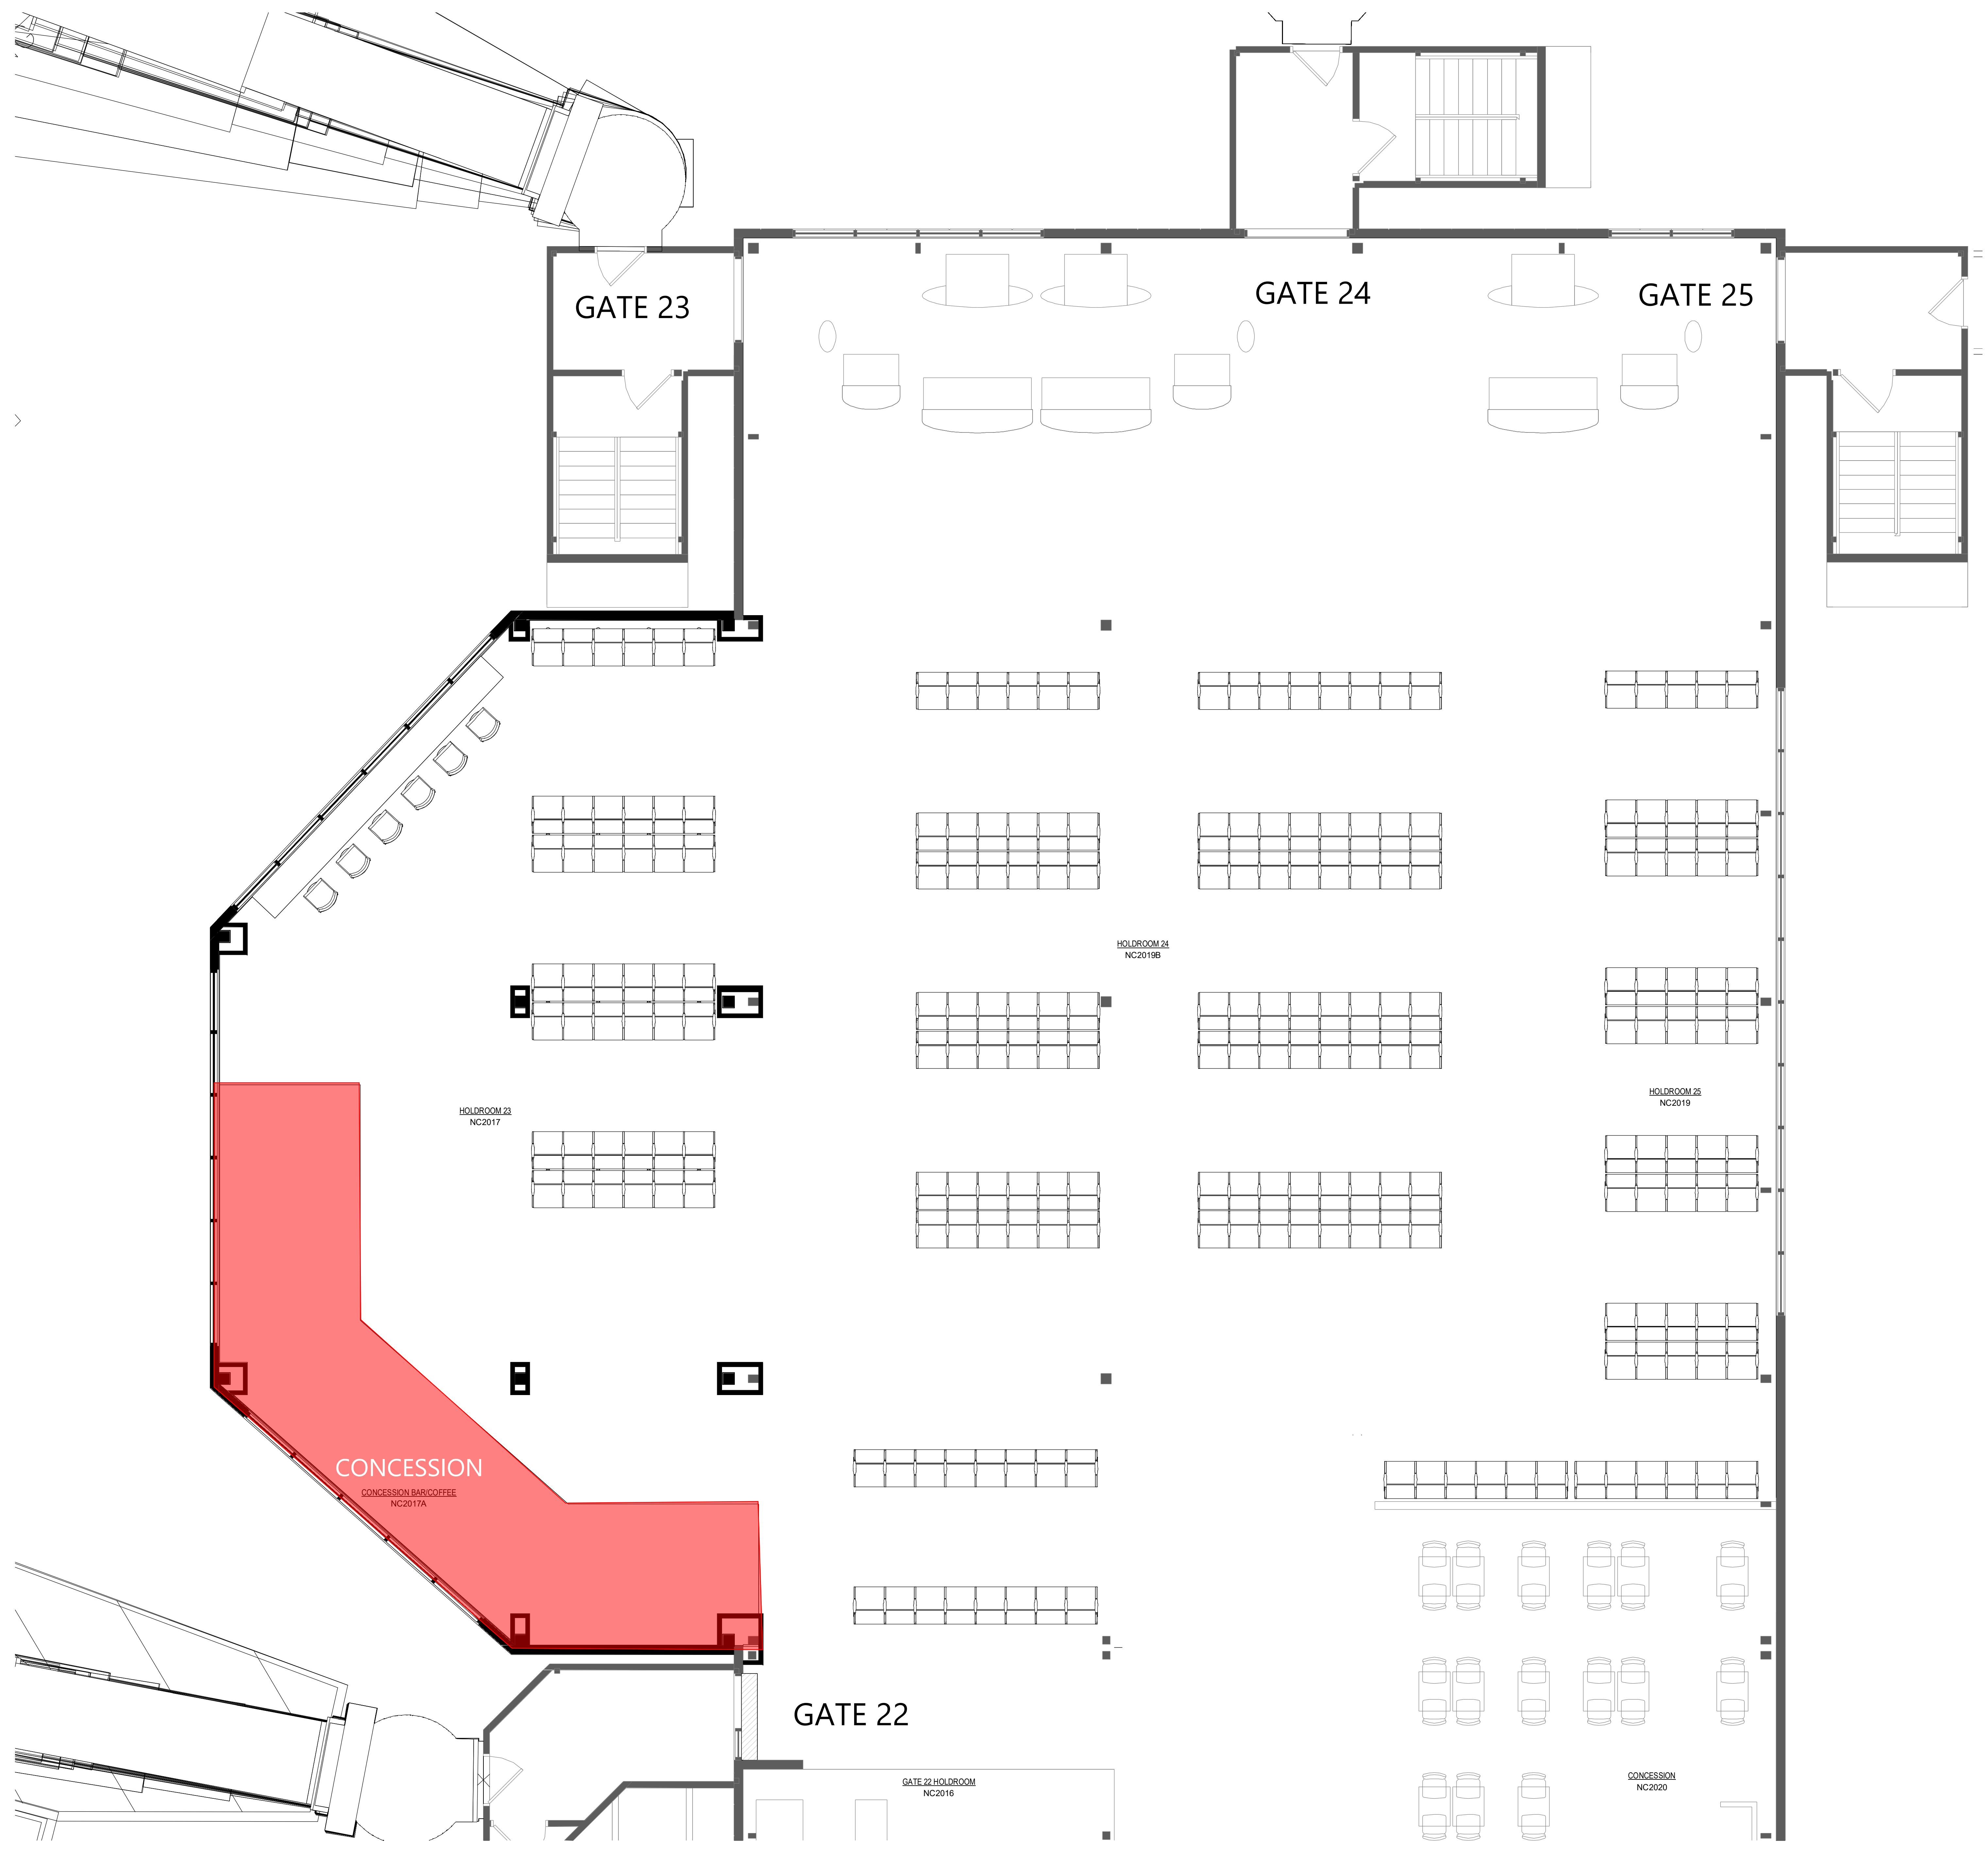 GATE 23
GATE 24
GATE 25
HOLDROOM 24
NC2019B
HOLDROOM 25
NC2019
HOLDROOM 23
NC2017
CONCESSION
CONCESSION BAR/COFFEE
NC2017A
GATE 22
GATE 22 HOLDROOM
NC2016
CONCESSION
NC2020